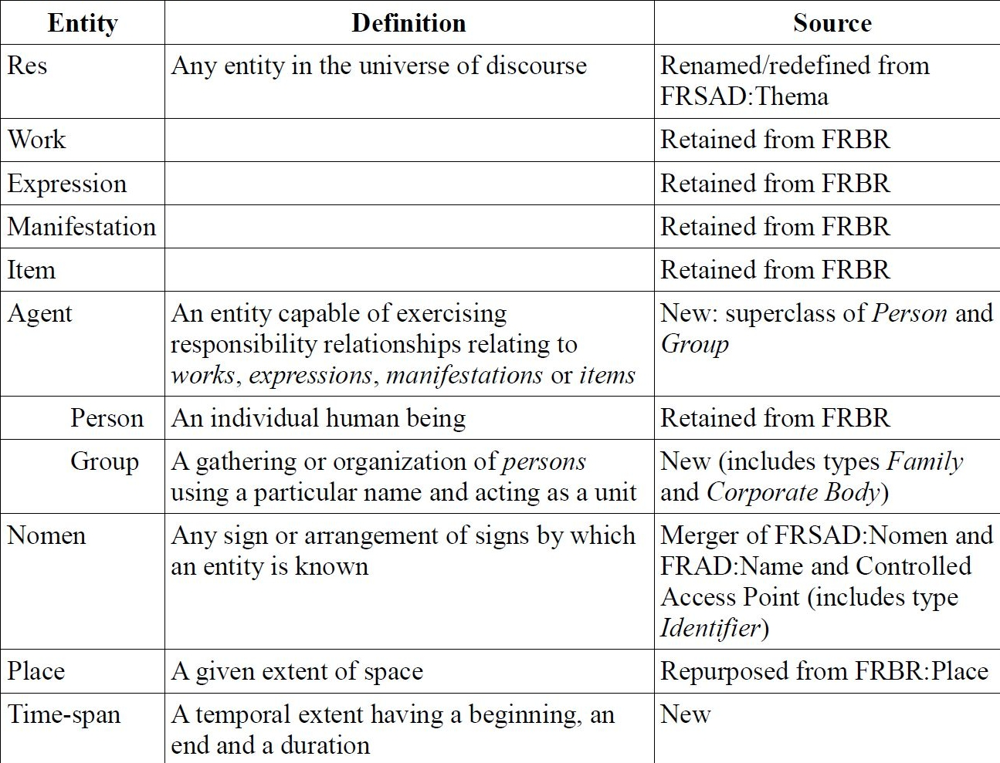 Entity Definition Source
Res Any entity in the universe of discourse Renamed/redefined from
FRSAD:Thema
Work Retained from FRBR
Expression Retained from FRBR
Manifestation Retained from FRBR
Item Retained from FRBR
Agent An entity capable of exercising New: superclass of Person and
responsibility relationships relating to Group
works, expressions, manifestations or items
Person An individual human being Retained from FRBR
Group A gathering or organization of persons New (includes types Family
using a particular name and acting as a unit and Corporate Body)
Nomen Any sign or arrangement of signs by which Merger of FRSAD:Nomen and
an entity is known FRAD:Name and Controlled
Access Point (includes type
Identifier)
Place A given extent of space Repurposed from FRBR:Place
Time-span A temporal extent having a beginning, an New
end and a duration